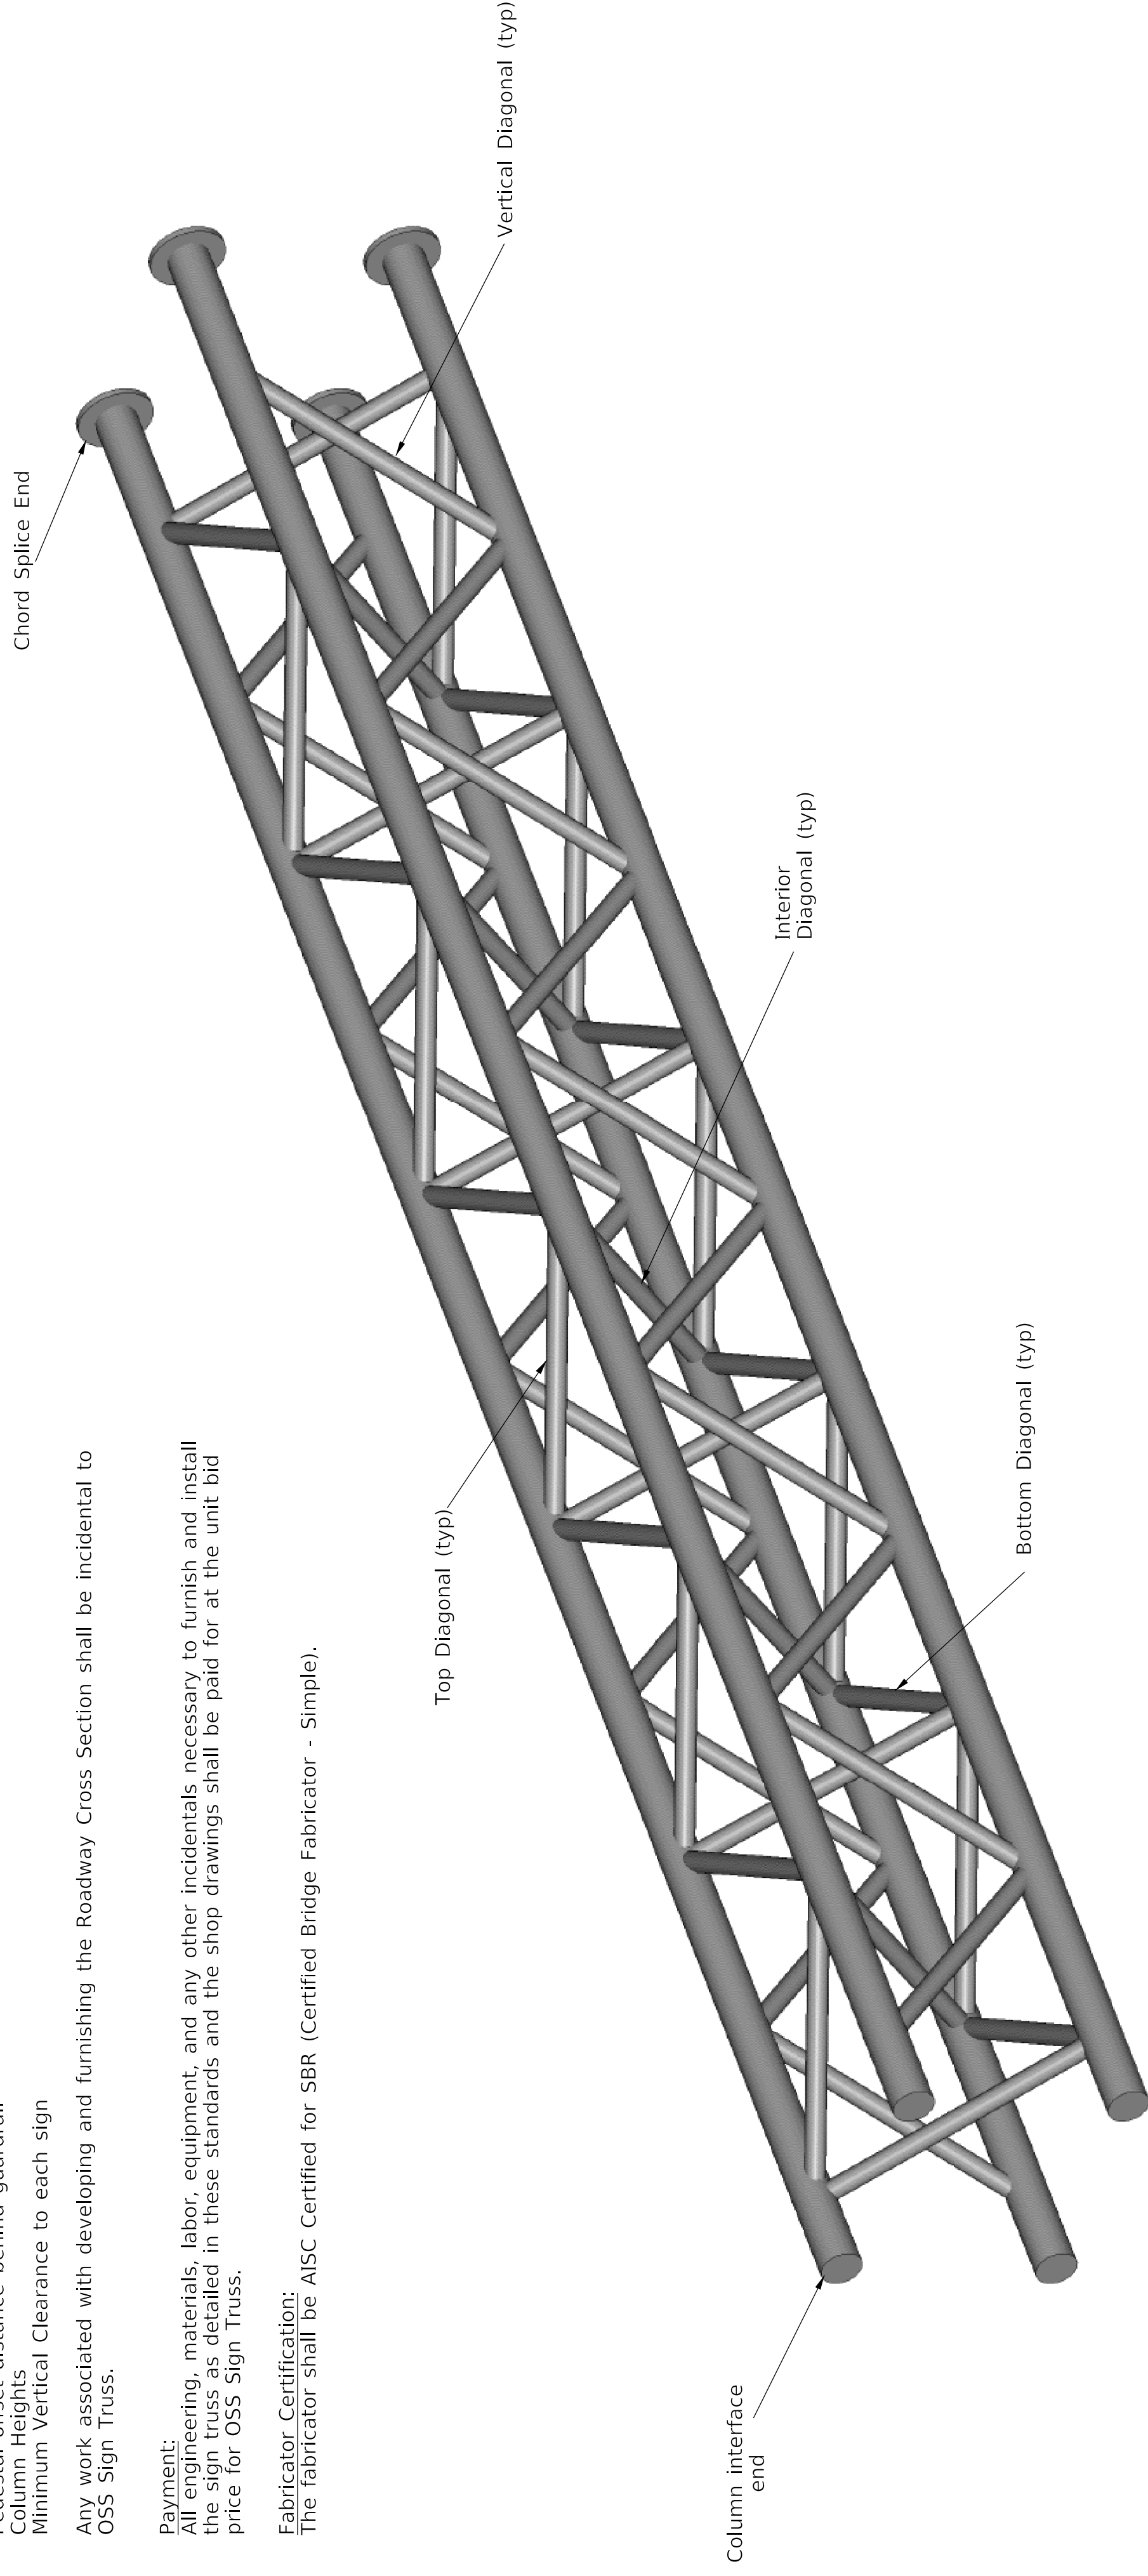 Column Heights
Minimum Vertical Clearance to each sign
Any work associated with developing and furnishing the Roadway Cross Section shall be incidental to
OSS Sign Truss.
Payment:
All engineering, materials, labor, equipment, and any other incidentals necessary to furnish and install
the sign truss as detailed in these standards and the shop drawings shall be paid for at the unit bid
price for OSS Sign Truss.
Fabricator Certification:
The fabricator shall be AISC Certified for SBR (Certified Bridge Fabricator - Simple).
Chord Splice End
Vertical Diagonal (typ)
Top Diagonal (typ)
Interior
Diagonal (typ)
Bottom Diagonal (typ)
Column interface
end